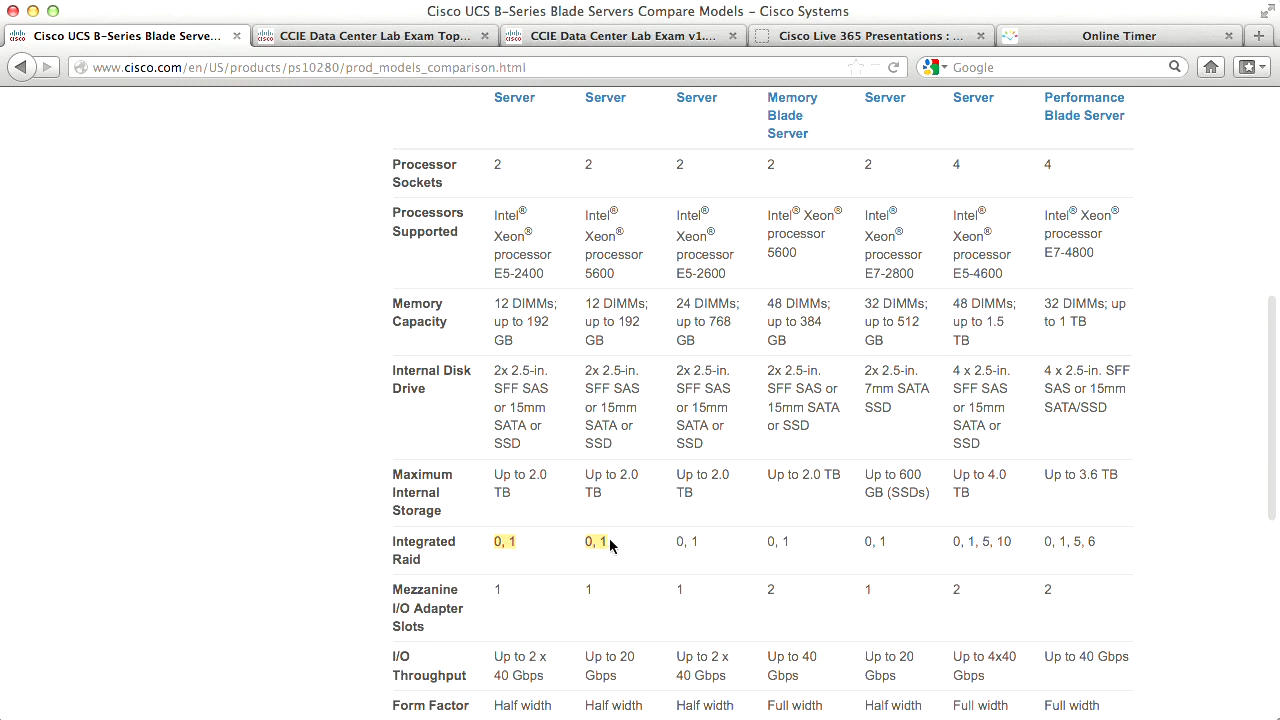 Cisco UCS B-Series Blade Servers Compare Models – Cisco Systems
Cisco UCS B-Series Blade Serve... CCIE Data Center Lab Exam Top... CCIE Data Center Lab Exam v1.... Cisco Live 365 Presentations : ... Online Timer
www.cisco.com/en/US/products/ps10280/prod_models_comparison.html Google
Server Server Server Memory Blade Server Server Server Performance Blade Server
Processor Sockets 2 2 2 2 2 4 4
Processors Supported Intel® Xeon® processor E5-2400 Intel® Xeon® processor 5600 Intel® Xeon® processor E5-2600 Intel® Xeon® processor 5600 Intel® Xeon® processor E7-2800 Intel® Xeon® processor E5-4600 Intel® Xeon® processor E7-4800
Memory Capacity 12 DIMMs; up to 192 GB 12 DIMMs; up to 192 GB 24 DIMMs; up to 768 GB 48 DIMMs; up to 384 GB 32 DIMMs; up to 512 GB 48 DIMMs; up to 1.5 TB 32 DIMMs; up to 1 TB
Internal Disk Drive 2x 2.5-in. SFF SAS or 15mm SATA or SSD 2x 2.5-in. SFF SAS or 15mm SATA or SSD 2x 2.5-in. SFF SAS or 15mm SATA or SSD 2x 2.5-in. SFF SAS or 15mm SATA or SSD 2x 2.5-in. 7mm SATA SSD 4 x 2.5-in. SFF SAS or 15mm SATA or SSD 4 x 2.5-in. SFF SAS or 15mm SATA/SSD
Maximum Internal Storage Up to 2.0 TB Up to 2.0 TB Up to 2.0 TB Up to 2.0 TB Up to 600 GB (SSDs) Up to 4.0 TB Up to 3.6 TB
Integrated Raid 0, 1 0, 1 0, 1 0, 1 0, 1 0, 1, 5, 10 0, 1, 5, 6
Mezzanine I/O Adapter Slots 1 1 1 2 1 2 2
I/O Throughput Up to 2 x 40 Gbps Up to 20 Gbps Up to 2 x 40 Gbps Up to 40 Gbps Up to 20 Gbps Up to 4x40 Gbps Up to 40 Gbps
Form Factor Half width Half width Half width Full width Half width Full width Full width